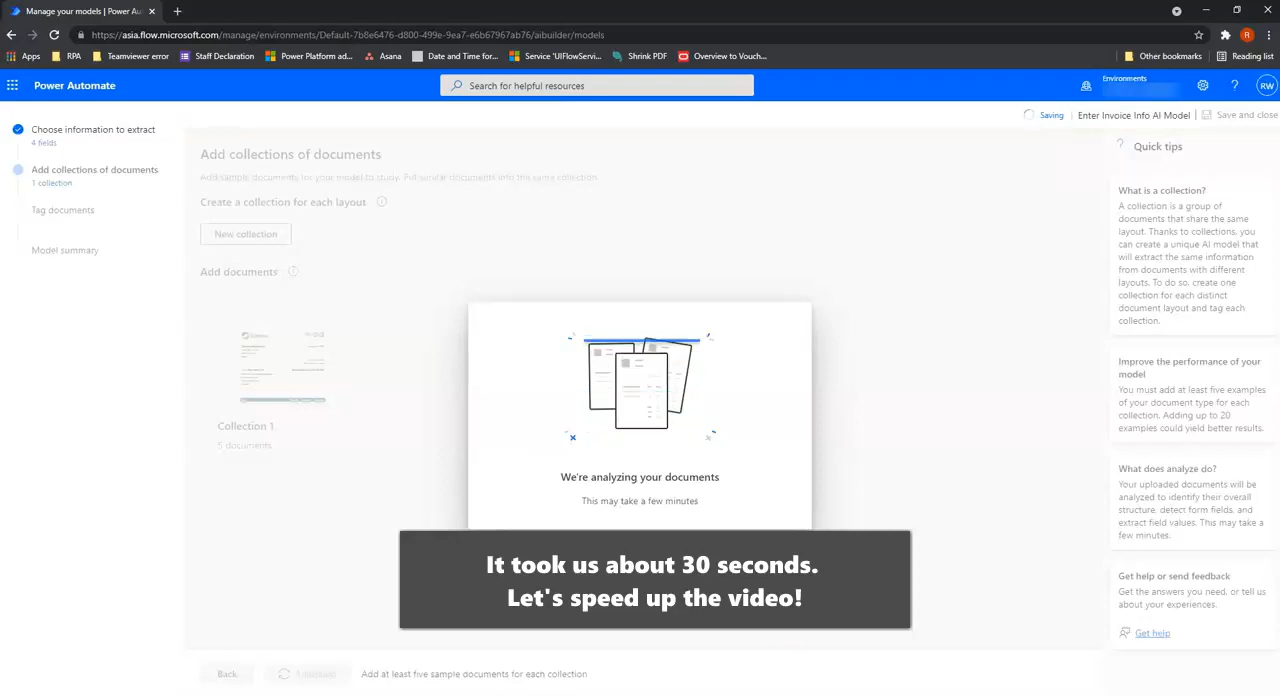 Manage your models | Power Au
https://asia.flow.microsoft.com/manage/environments/Default-7b8e6476-d800-499e-9ea7-e6b67967ab76/aibuilder/models
R
Apps
RPA
Teamviewer error
Staff Declaration
Power Platform ad...
Asana
Date and Time for...
Service 'UIFlowServi...
Shrink PDF
Overview to Vouch...
Other bookmarks
Reading list
Power Automate
Search for helpful resources
Environments
?
RW
Saving
Enter Invoice Info AI Model
Save and close
Choose information to extract
4 fields
Add collections of documents
1 collection
Tag documents
Model summary
Add collections of documents
Add sample documents for your model to study. Put similar documents into the same collection.
Create a collection for each layout
New collection
Add documents
Collection 1
5 documents
We're analyzing your documents
This may take a few minutes
It took us about 30 seconds.
Let's speed up the video!
Back
Add at least five sample documents for each collection
? Quick tips
What is a collection?
A collection is a group of
documents that share the same
layout. Thanks to collections, you
can create a unique AI model that
will extract the same information
from documents with different
layouts. To do so, create one
collection for each distinct
document layout and tag each
collection.
Improve the performance of your
model
You must add at least five examples
of your document type for each
collection. Adding up to 20
examples could yield better results.
What does analyze do?
Your uploaded documents will be
analyzed to identify their overall
structure, detect form fields, and
extract field values. This may take a
few minutes.
Get help or send feedback
Get the answers you need, or tell us
about your experiences.
Get help